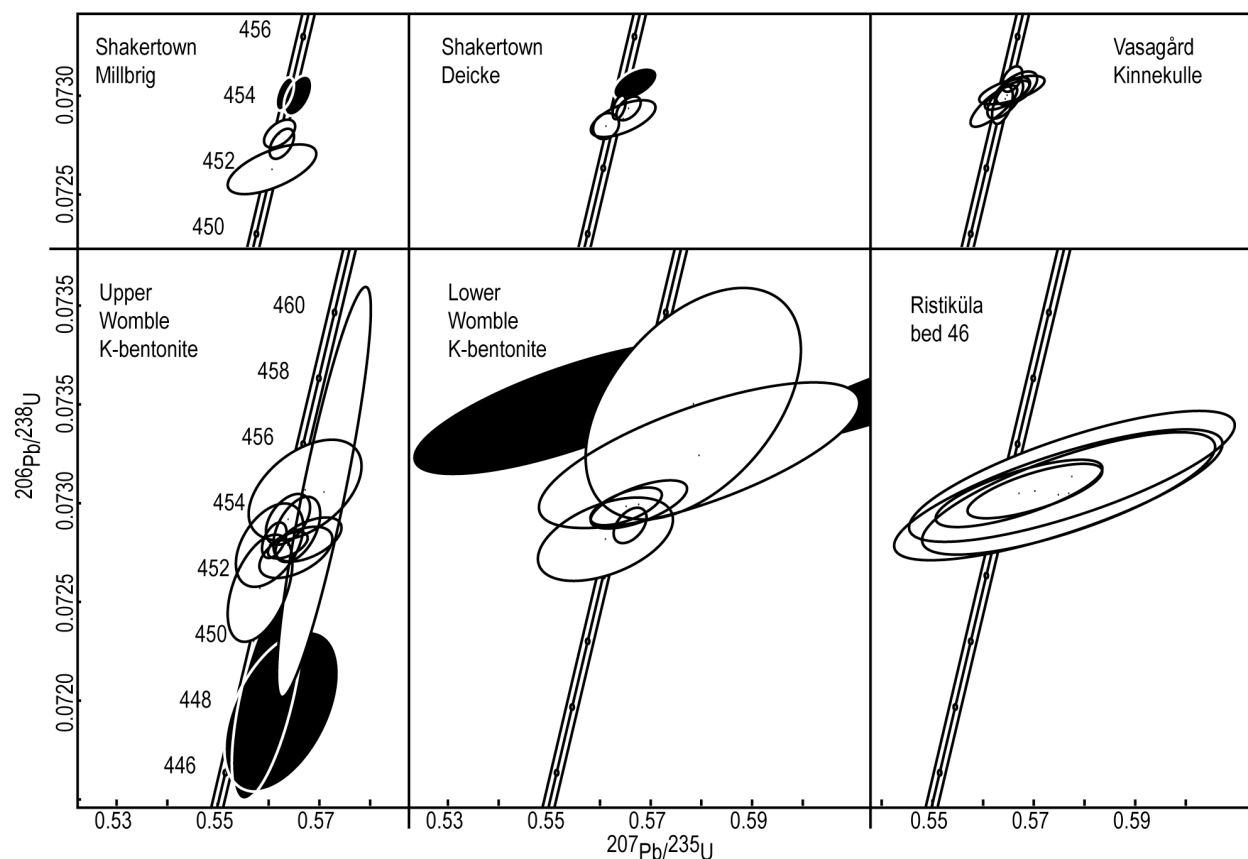 Shakertown
Millbrig
456
454
452
450
0.0730
0.0725
Shakertown
Deicke
Vasagård
Kinnekulle
Upper
Womble
K-bentonite
460
458
456
454
452
450
448
446
0.0735
0.0735
0.0730
0.0725
0.0720
206Pb/238U
Lower
Womble
K-bentonite
Ristiküla
bed 46
0.53 0.55 0.57
0.53 0.55 0.57 0.59
0.55 0.57 0.59
207Pb/235U